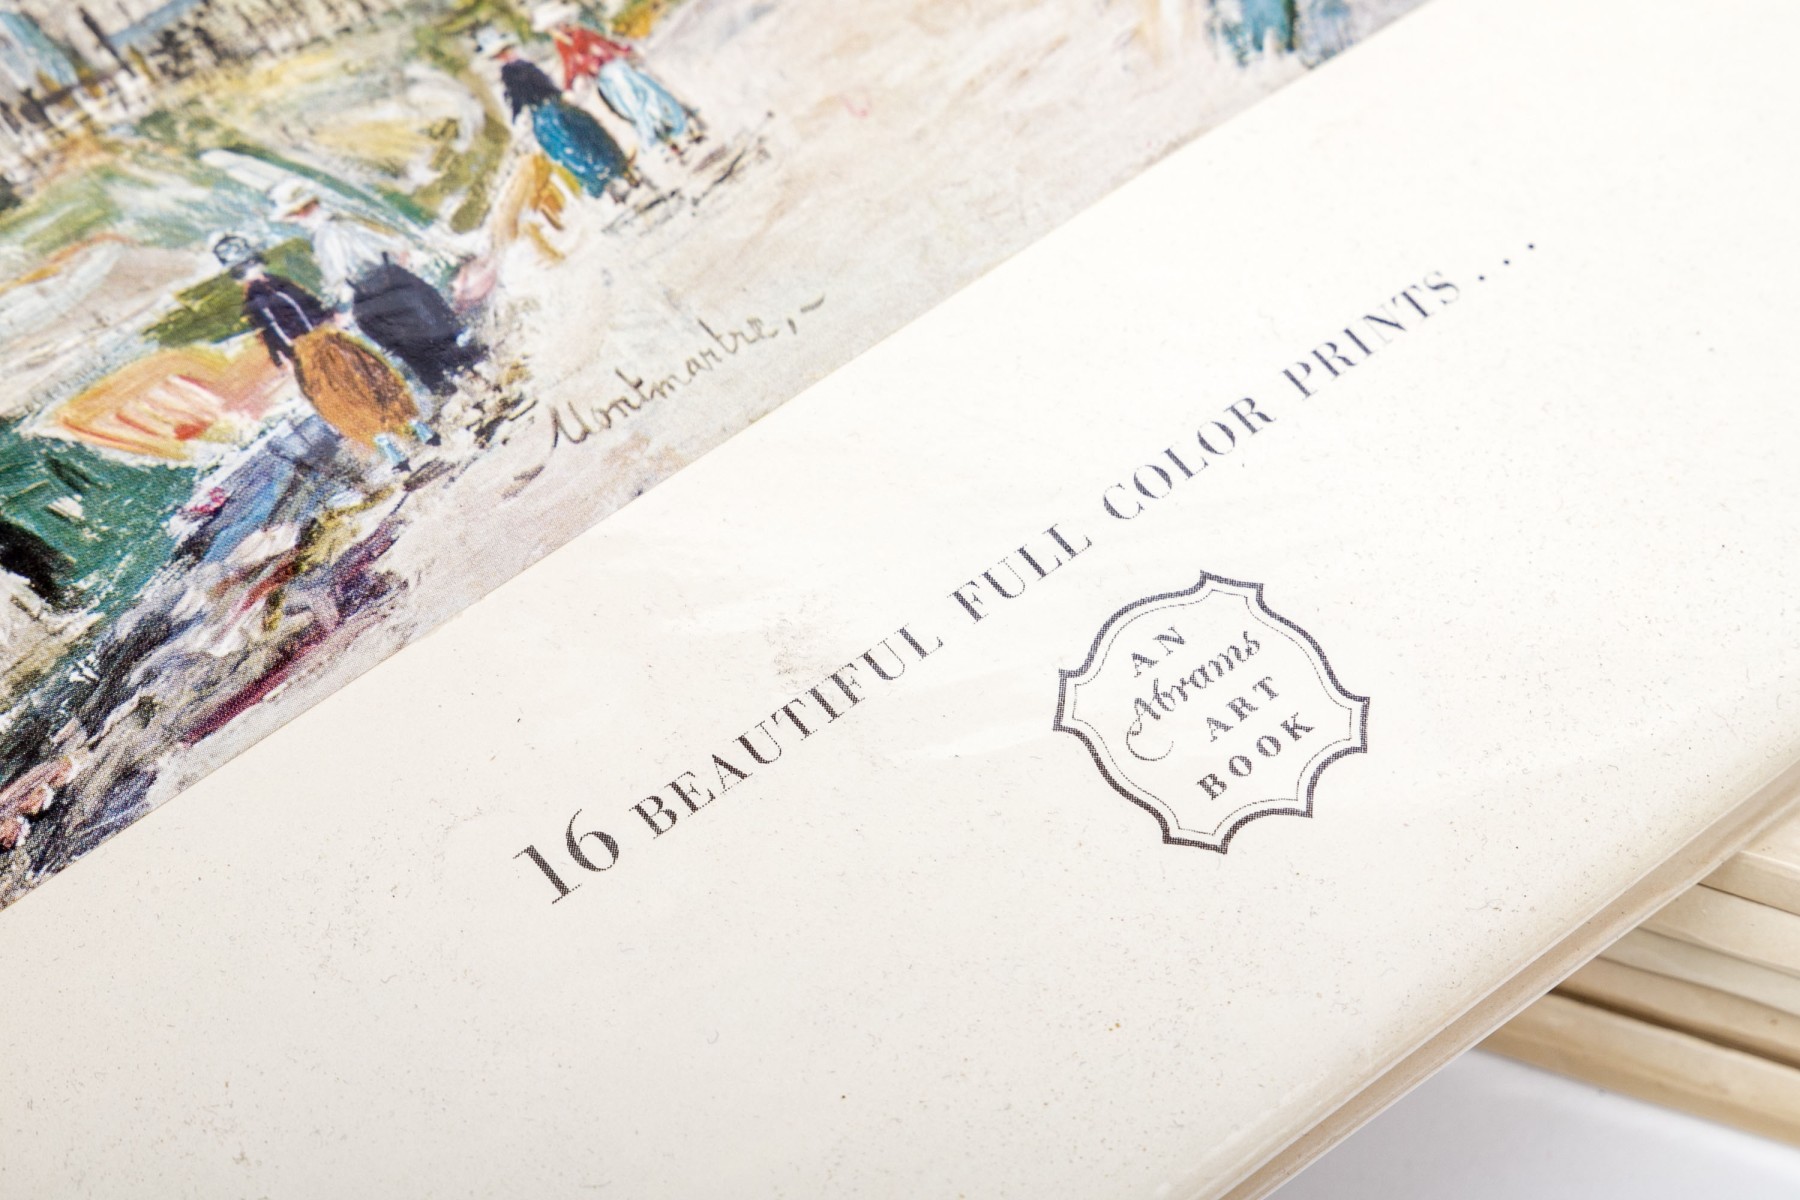 Montmartre,-
16 BEAUTIFUL FULL COLOR PRINTS...
AN
Abrams
ART
BOOK